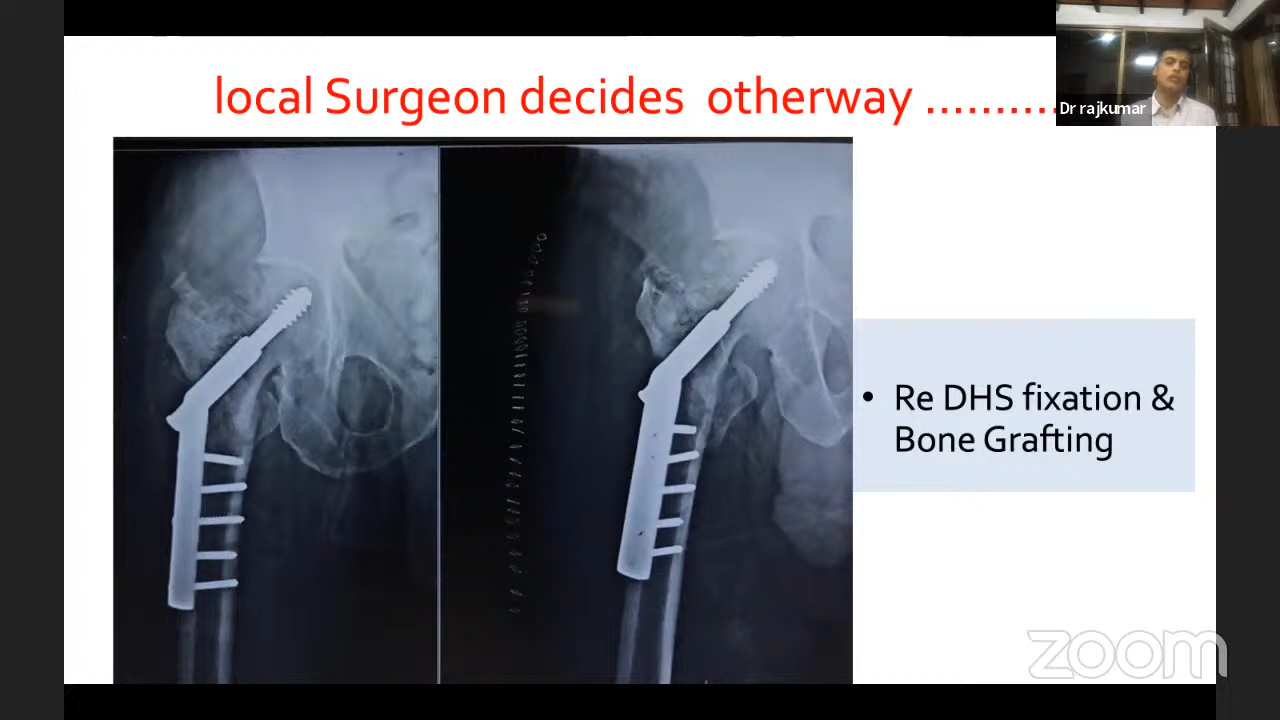 local Surgeon decides otherway ..........
Dr rajkumar
• Re DHS fixation &
Bone Grafting
zoom